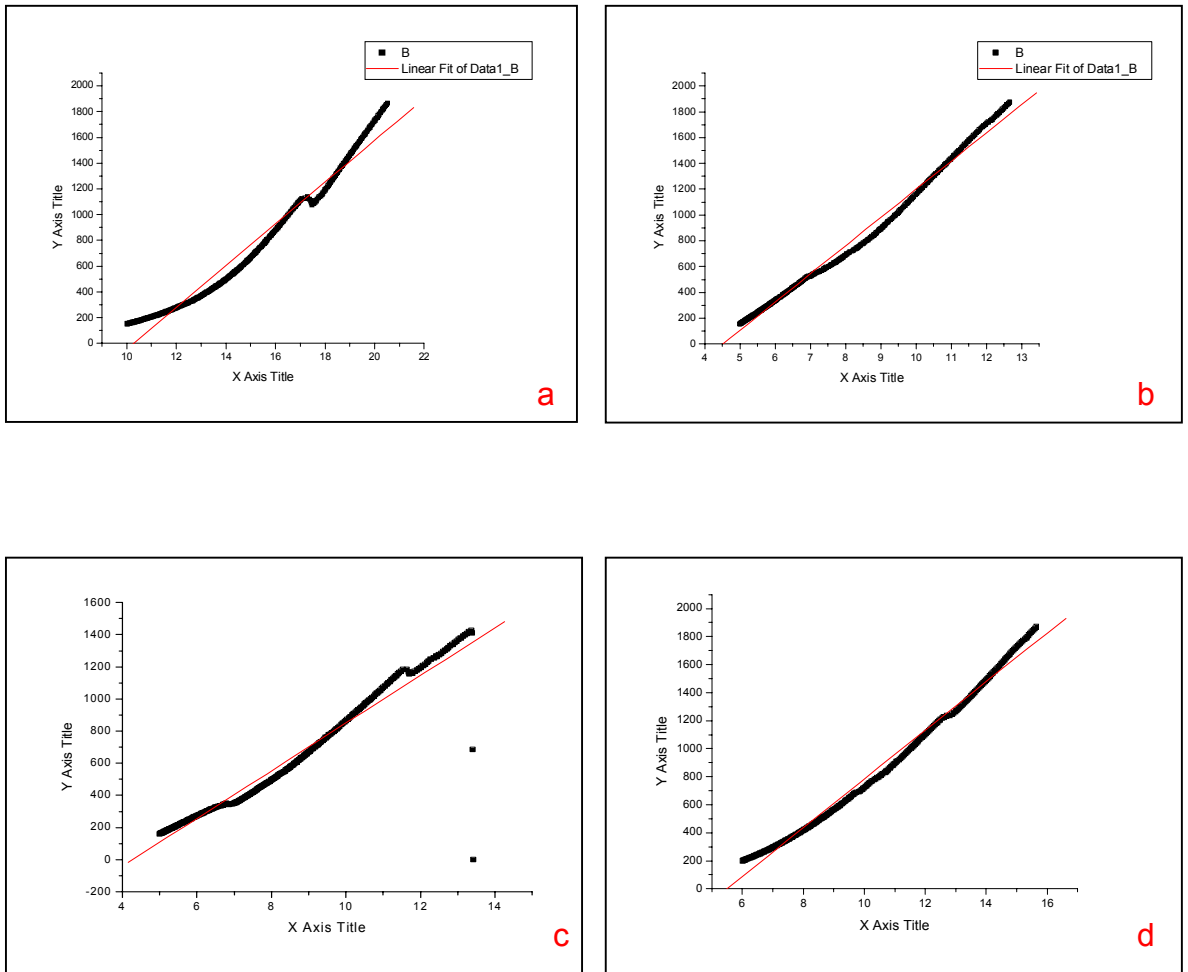 B
Linear Fit of Data1_B
2000
1800
1600
1400
1200
1000
800
600
400
200
0
Y Axis Title
10 12 14 16 18 20 22
X Axis Title
a
B
Linear Fit of Data1_B
2000
1800
1600
1400
1200
1000
800
600
400
200
0
Y Axis Title
4 5 6 7 8 9 10 11 12 13
X Axis Title
b
1600
1400
1200
1000
800
600
400
200
0
-200
Y Axis Title
4 6 8 10 12 14
X Axis Title
c
2000
1800
1600
1400
1200
1000
800
600
400
200
0
Y Axis Title
6 8 10 12 14 16
X Axis Title
d